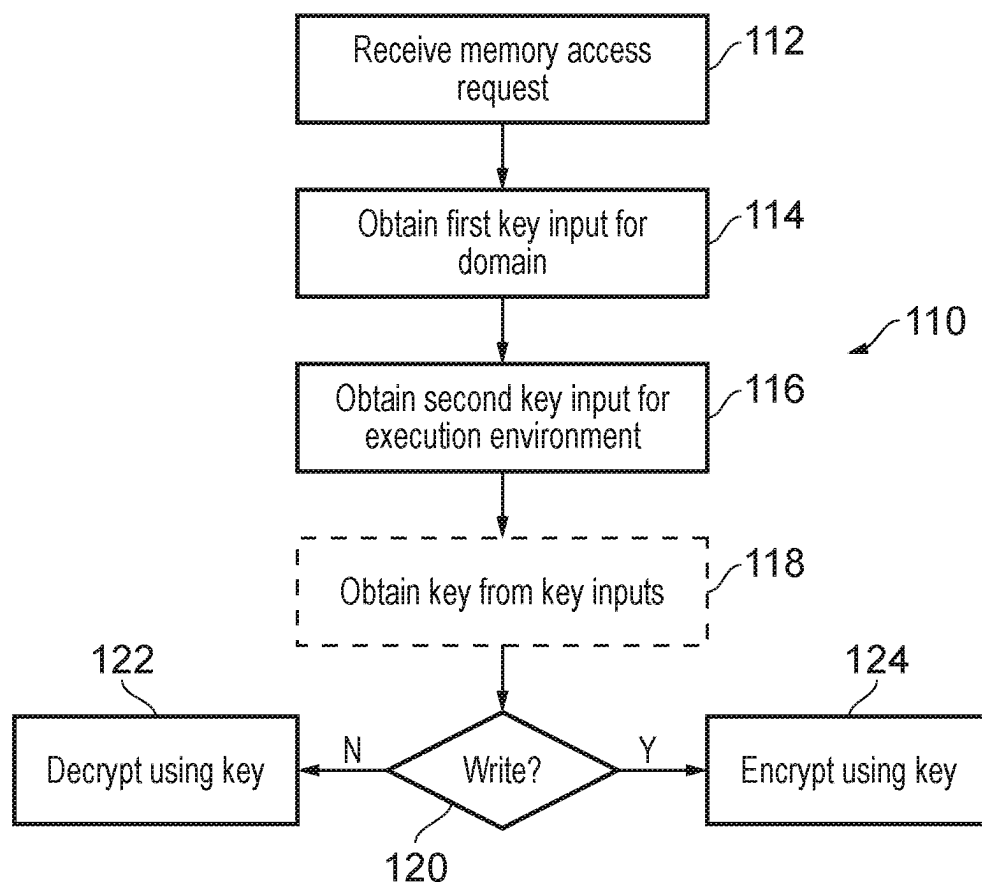 Receive memory access
request
112
Obtain first key input for
domain
114
110
Obtain second key input for
execution environment
116
Obtain key from key inputs
118
122
124
Decrypt using key
N
Write?
Y
Encrypt using key
120